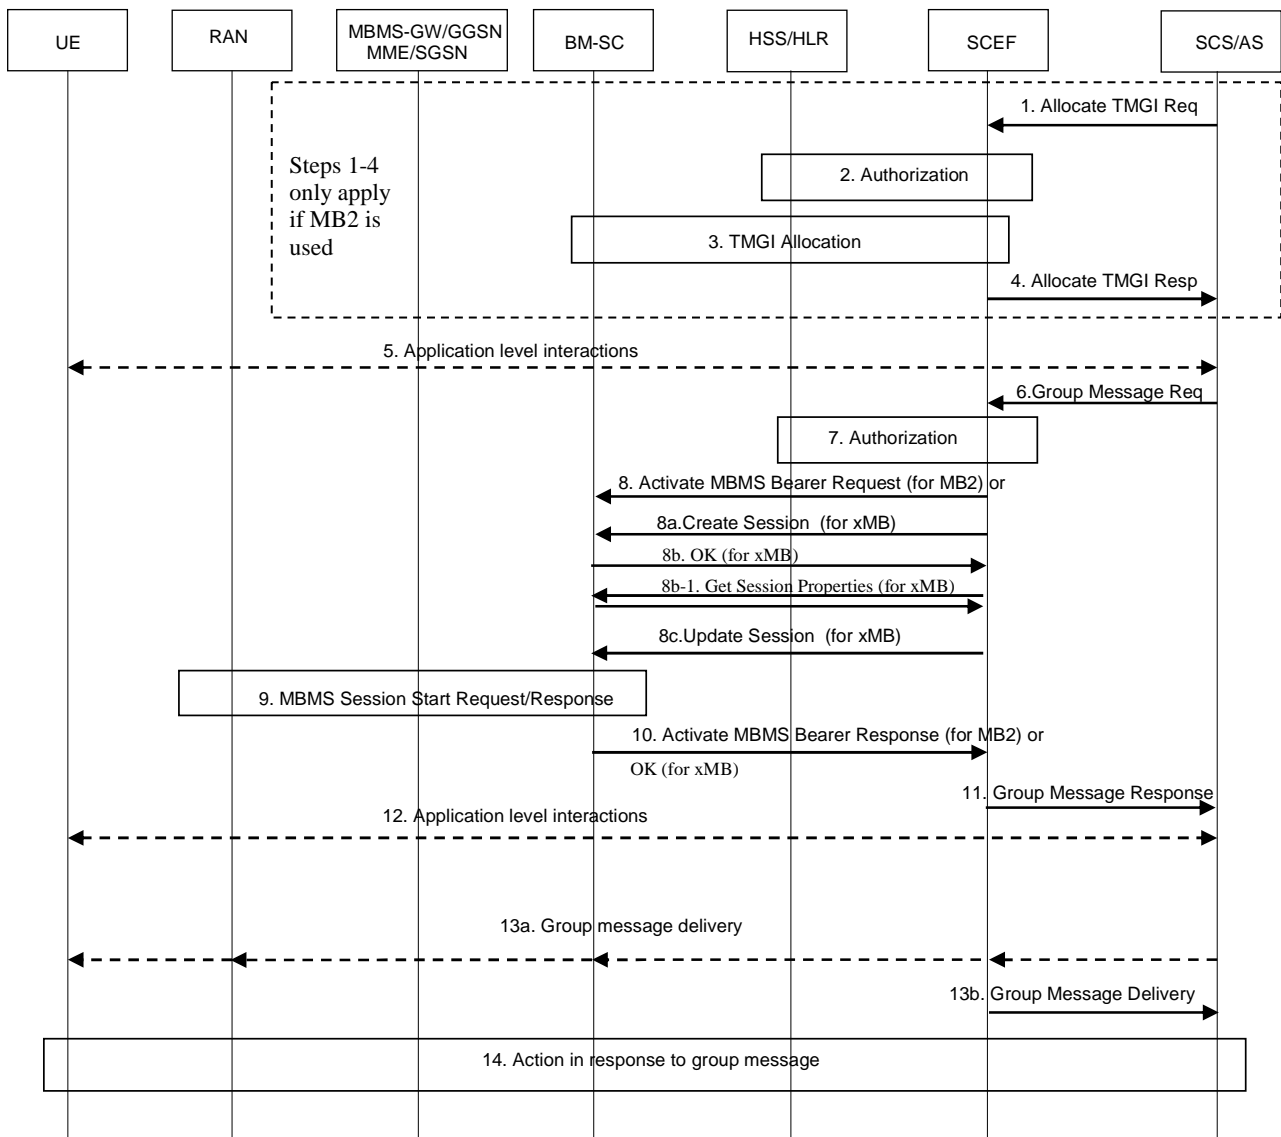 UE
RAN
MBMS-GW/GGSN
MME/SGSN
BM-SC
HSS/HLR
SCEF
SCS/AS
1. Allocate TMGI Req
Steps 1-4
only apply
if MB2 is
used
2. Authorization
3. TMGI Allocation
4. Allocate TMGI Resp
5. Application level interactions
6.Group Message Req
7. Authorization
8. Activate MBMS Bearer Request (for MB2) or
8a.Create Session (for xMB)
8b. OK (for xMB)
8b-1. Get Session Properties (for xMB)
8c.Update Session (for xMB)
9. MBMS Session Start Request/Response
10. Activate MBMS Bearer Response (for MB2) or
OK (for xMB)
11. Group Message Response
12. Application level interactions
13a. Group message delivery
13b. Group Message Delivery
14. Action in response to group message